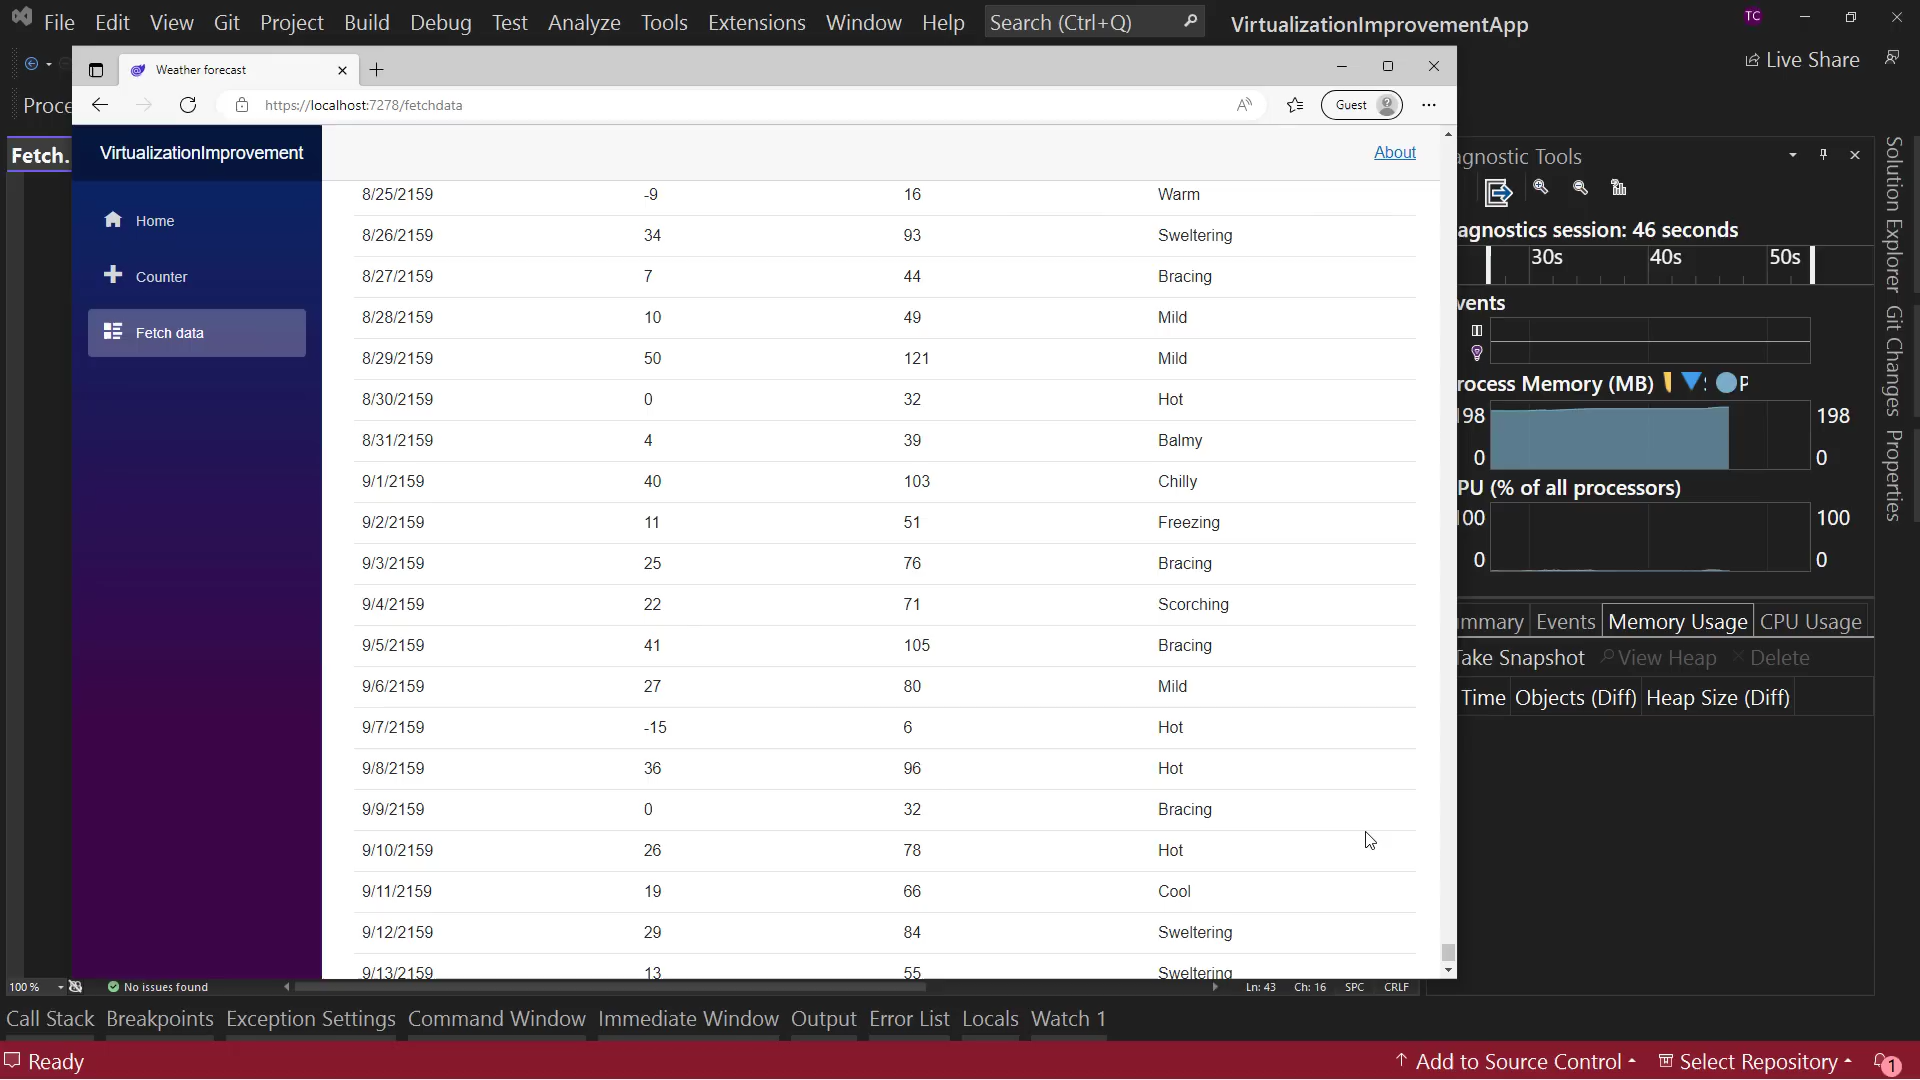 File Edit View Git Project Build Debug Test Analyze Tools Extensions Window Help Search (Ctrl+Q) VirtualizationImprovementApp TC
Live Share
Weather forecast
https://localhost:7278/fetchdata
Guest
Proce
Fetch.
VirtualizationImprovement
About
Home
Counter
Fetch data
8/25/2159 -9 16 Warm
8/26/2159 34 93 Sweltering
8/27/2159 7 44 Bracing
8/28/2159 10 49 Mild
8/29/2159 50 121 Mild
8/30/2159 0 32 Hot
8/31/2159 4 39 Balmy
9/1/2159 40 103 Chilly
9/2/2159 11 51 Freezing
9/3/2159 25 76 Bracing
9/4/2159 22 71 Scorching
9/5/2159 41 105 Bracing
9/6/2159 27 80 Mild
9/7/2159 -15 6 Hot
9/8/2159 36 96 Hot
9/9/2159 0 32 Bracing
9/10/2159 26 78 Hot
9/11/2159 19 66 Cool
9/12/2159 29 84 Sweltering
9/13/2159 13 55 Sweltering
agnostic Tools
agnostics session: 46 seconds
30s 40s 50s
vents
rocess Memory (MB) P
198 198
0 0
PU (% of all processors)
100 100
0 0
mmary Events Memory Usage CPU Usage
Take Snapshot View Heap Delete
Time Objects (Diff) Heap Size (Diff)
Solution Explorer
Git Changes
Properties
100 % No issues found Ln: 43 Ch: 16 SPC CRLF
Call Stack Breakpoints Exception Settings Command Window Immediate Window Output Error List Locals Watch 1
Ready Add to Source Control Select Repository 1